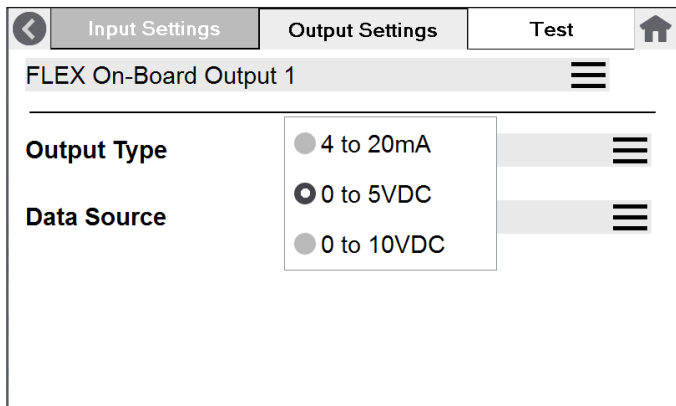 Input Settings Output Settings Test
FLEX On-Board Output 1
Output Type
4 to 20mA
0 to 5VDC
Data Source
0 to 10VDC